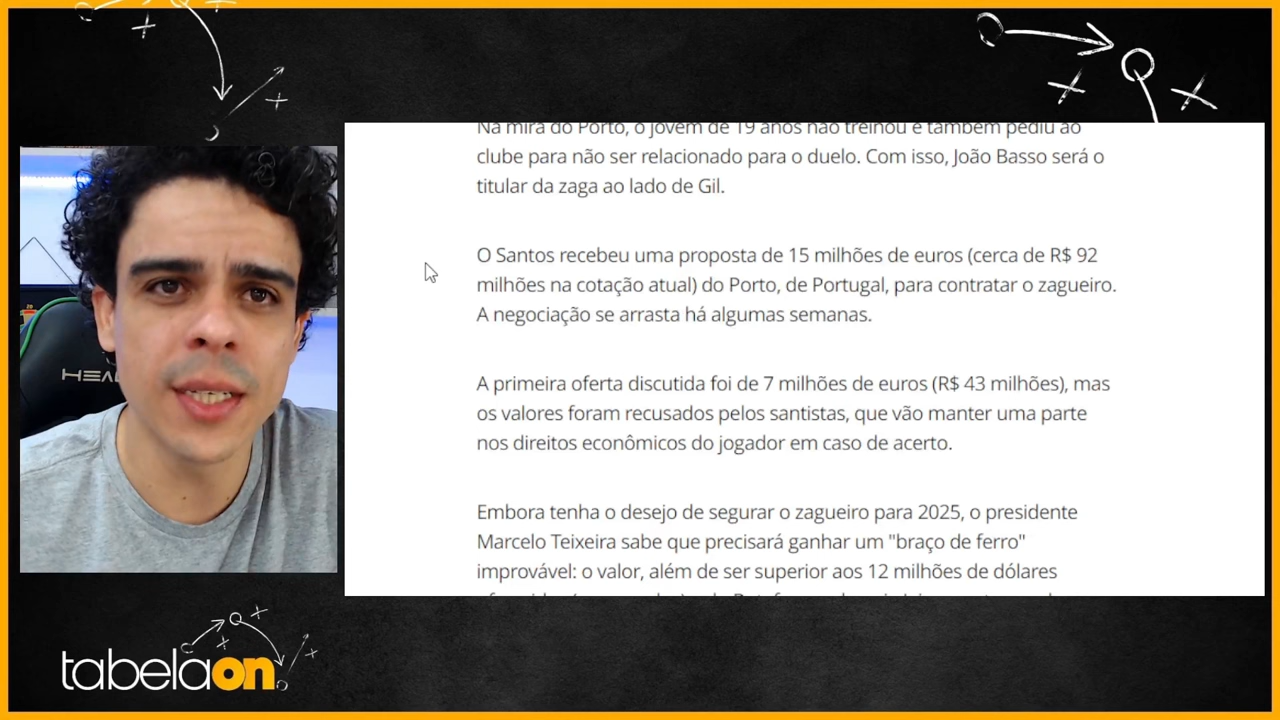 Na mira do Porto, o jovem de 19 anos não treinou e também pediu ao
clube para não ser relacionado para o duelo. Com isso, João Basso será o
titular da zaga ao lado de Gil.
O Santos recebeu uma proposta de 15 milhões de euros (cerca de R$ 92
milhões na cotação atual) do Porto, de Portugal, para contratar o zagueiro.
A negociação se arrasta há algumas semanas.
A primeira oferta discutida foi de 7 milhões de euros (R$ 43 milhões), mas
os valores foram recusados pelos santistas, que vão manter uma parte
nos direitos econômicos do jogador em caso de acerto.
Embora tenha o desejo de segurar o zagueiro para 2025, o presidente
Marcelo Teixeira sabe que precisará ganhar um "braço de ferro"
improvável: o valor, além de ser superior aos 12 milhões de dólares
HEA
tabelaon